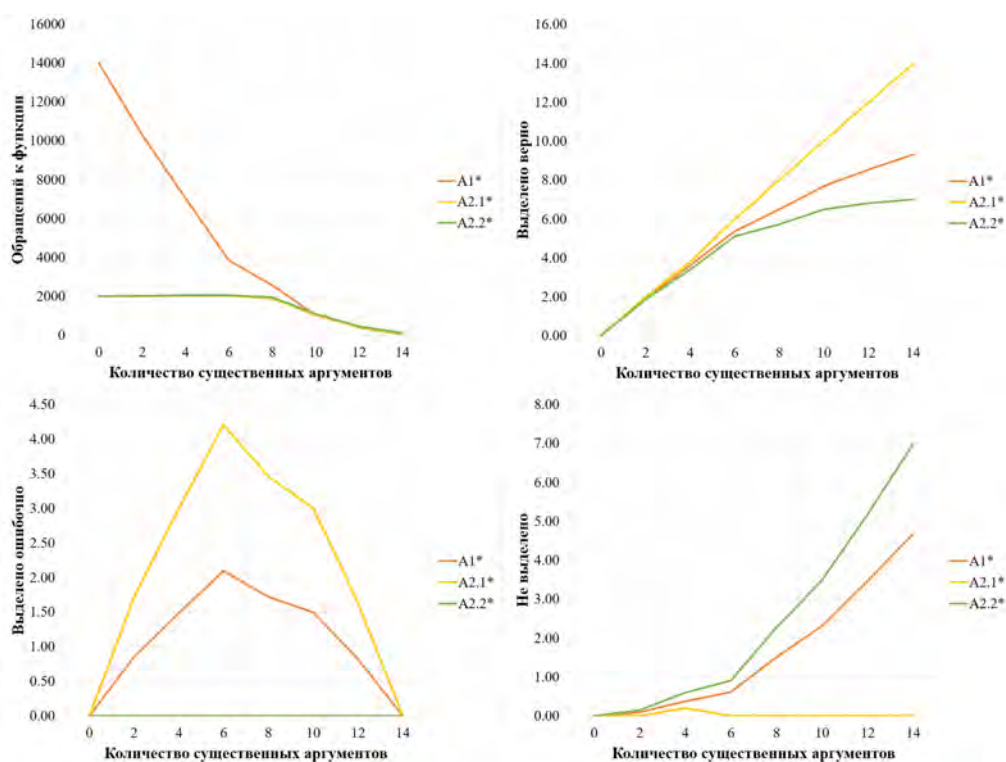 16000
14000
12000
10000
8000
6000
4000
2000
0
Обращений к функции
0 2 4 6 8 10 12 14
Количество существенных аргументов
A1*
A2.1*
A2.2*
16.00
14.00
12.00
10.00
8.00
6.00
4.00
2.00
0.00
Выделено верно
0 2 4 6 8 10 12 14
Количество существенных аргументов
A1*
A2.1*
A2.2*
4.50
4.00
3.50
3.00
2.50
2.00
1.50
1.00
0.50
0.00
Выделено ошибочно
0 2 4 6 8 10 12 14
Количество существенных аргументов
A1*
A2.1*
A2.2*
8.00
7.00
6.00
5.00
4.00
3.00
2.00
1.00
0.00
Не выделено
0 2 4 6 8 10 12 14
Количество существенных аргументов
A1*
A2.1*
A2.2*